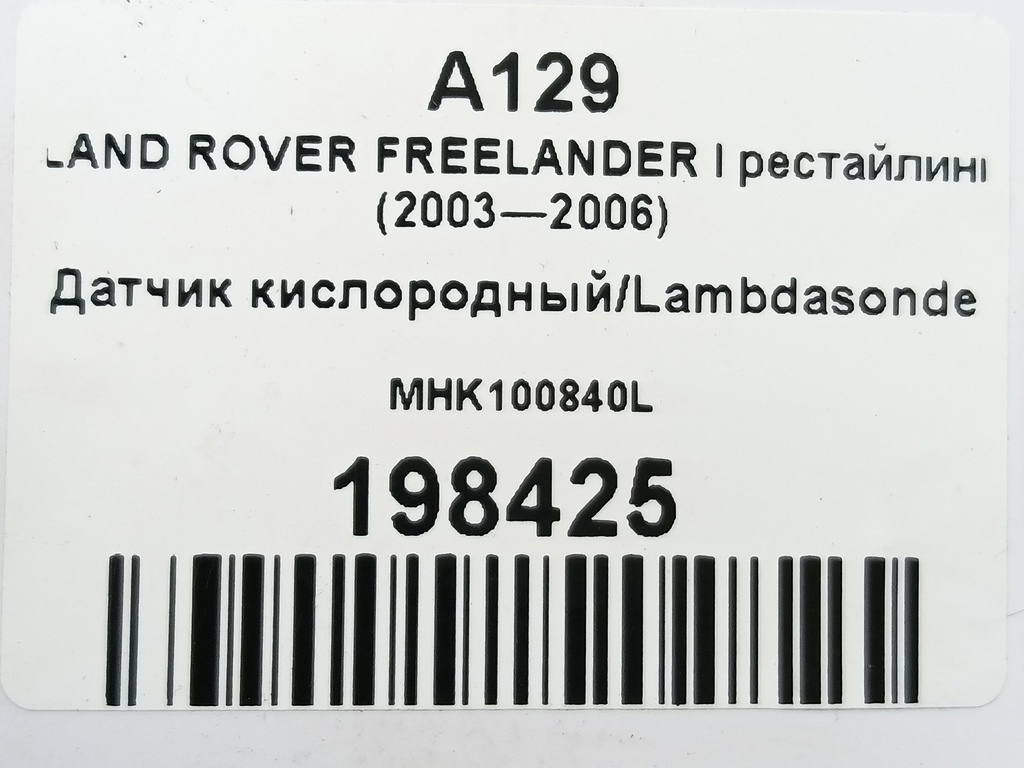 A129
LAND ROVER FREELANDER I рестайлинг
(2003—2006)
Датчик кислородный/Lambdasonde
MHK100840L
198425